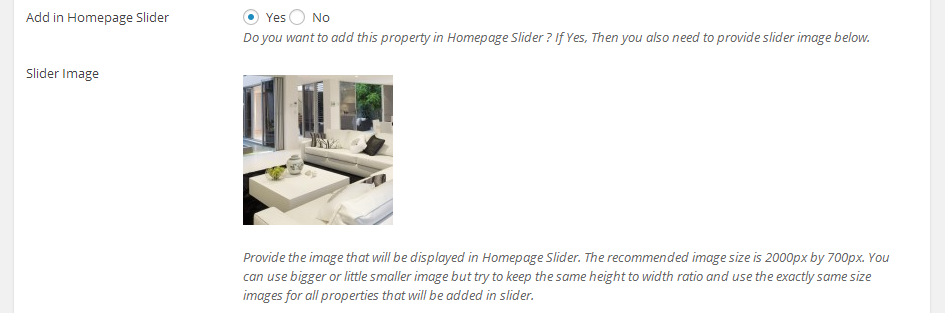 Add in Homepage Slider
Yes No
Do you want to add this property in Homepage Slider ? If Yes, Then you also need to provide slider image below.
Slider Image
Provide the image that will be displayed in Homepage Slider. The recommended image size is 2000px by 700px. You
can use bigger or little smaller image but try to keep the same height to width ratio and use the exactly same size
images for all properties that will be added in slider.